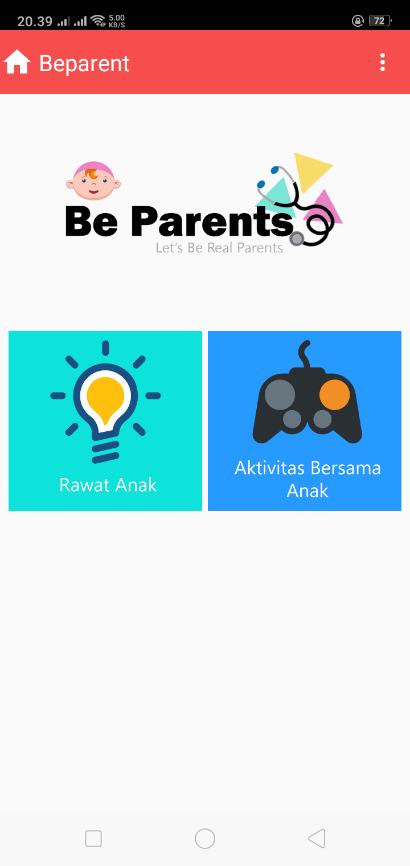 20.39
5.00
KB/S
72
Beparent
Be Parents
Let's Be Real Parents
Rawat Anak
Aktivitas Bersama
Anak